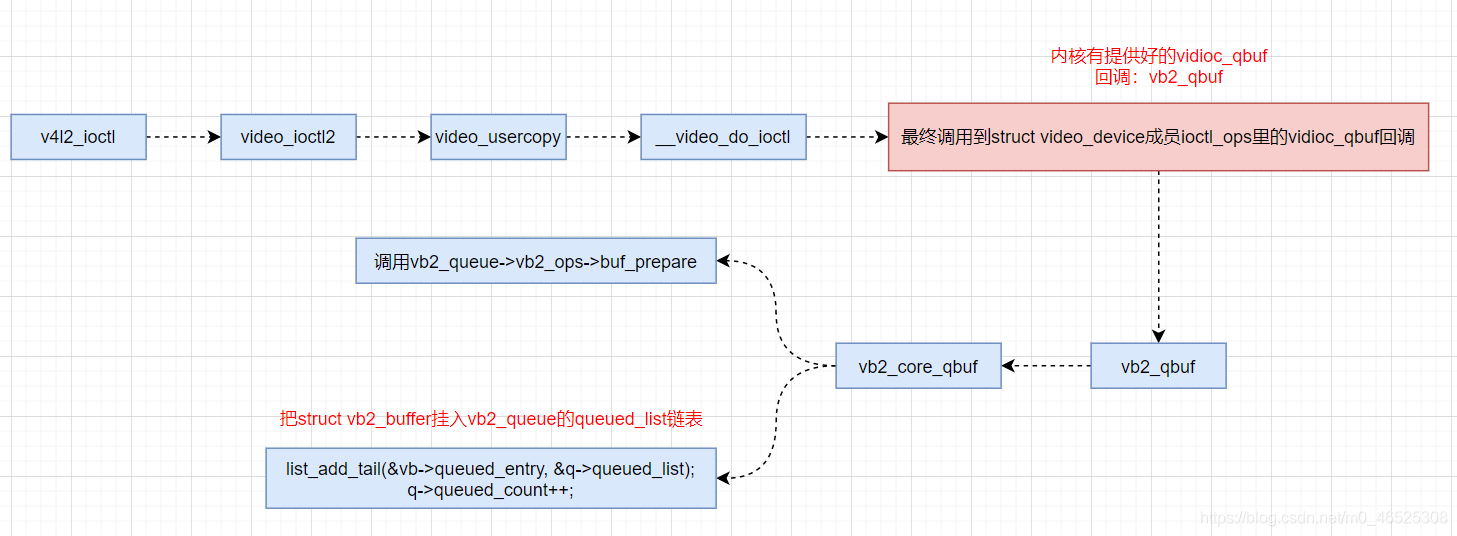 内核有提供好的vidioc_qbuf
回调：vb2_qbuf
v4l2_ioctl
video_ioctl2
video_usercopy
__video_do_ioctl
最终调用到struct video_device成员ioctl_ops里的vidioc_qbuf回调
调用vb2_queue->vb2_ops->buf_prepare
vb2_core_qbuf
vb2_qbuf
把struct vb2_buffer挂入vb2_queue的queued_list链表
list_add_tail(&vb->queued_entry, &q->queued_list);
q->queued_count++;
https://blog.csdn.net/m0_46525308